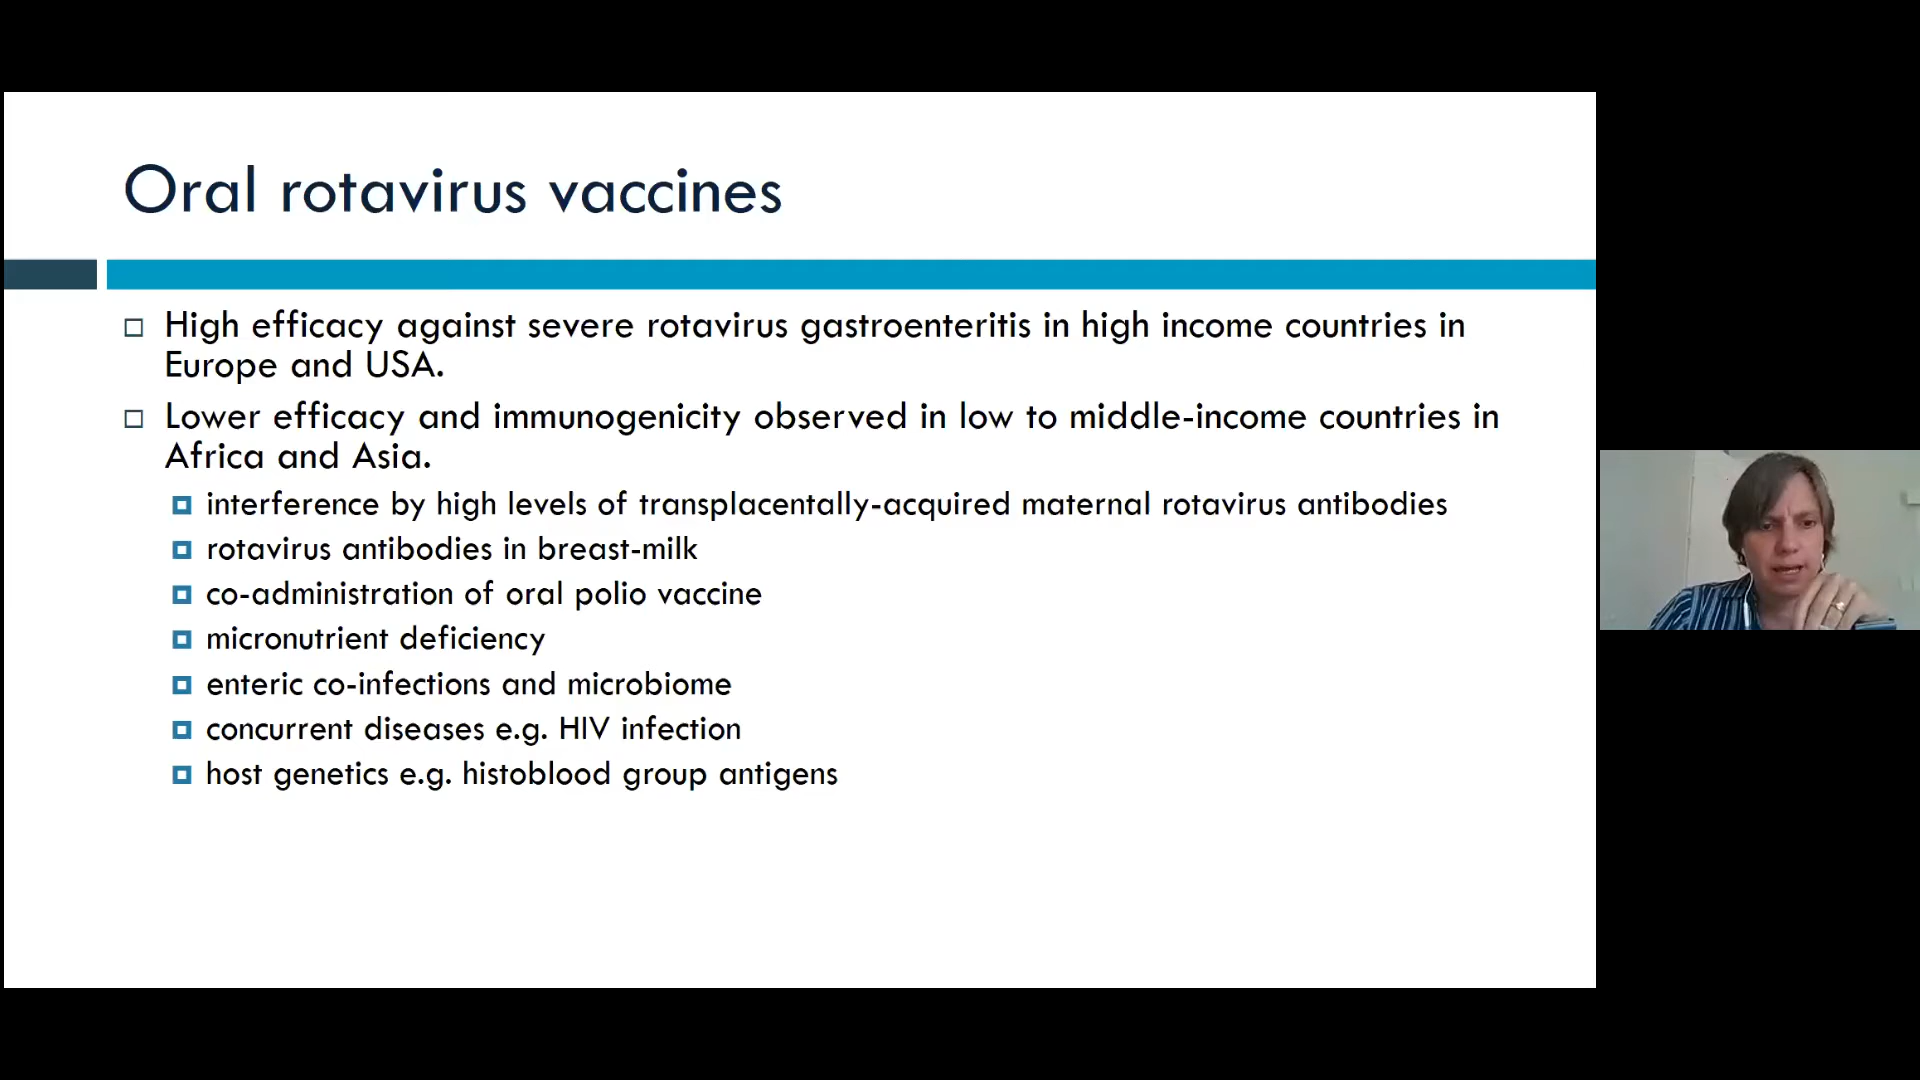 Oral rotavirus vaccines
High efficacy against severe rotavirus gastroenteritis in high income countries in
Europe and USA.
Lower efficacy and immunogenicity observed in low to middle-income countries in
Africa and Asia.
interference by high levels of transplacentally-acquired maternal rotavirus antibodies
rotavirus antibodies in breast-milk
co-administration of oral polio vaccine
micronutrient deficiency
enteric co-infections and microbiome
concurrent diseases e.g. HIV infection
host genetics e.g. histoblood group antigens